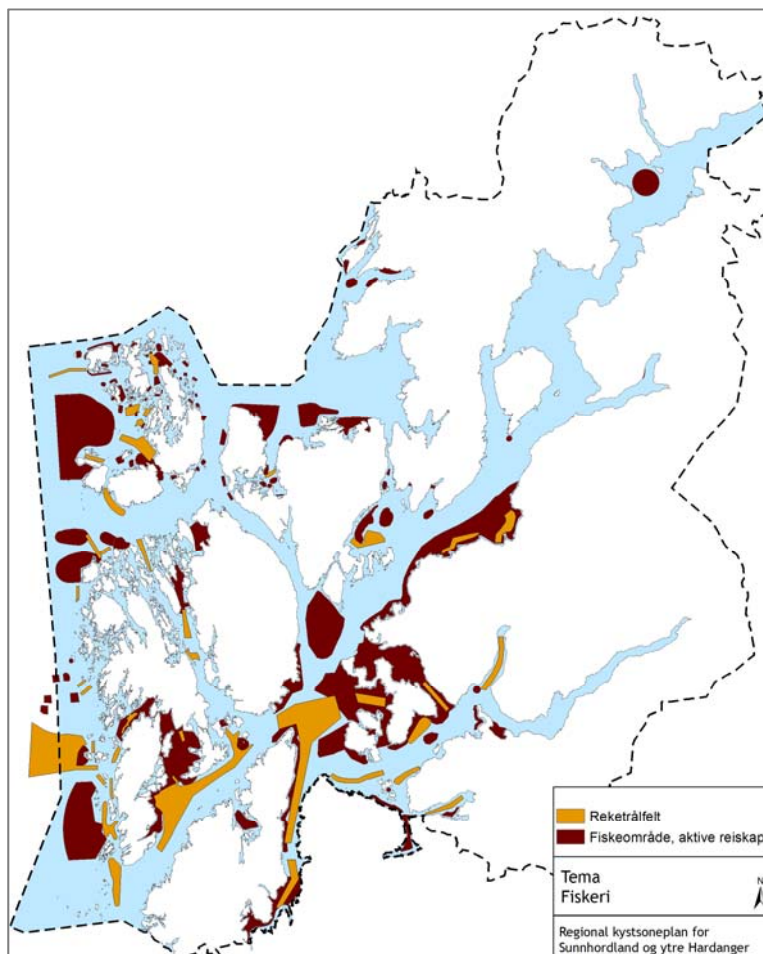 Reketrålfelt
Fiskeområde, aktive reiskap
Tema
Fiskeri
N
Regional kystsoneplan for
Sunnhordland og ytre Hardanger